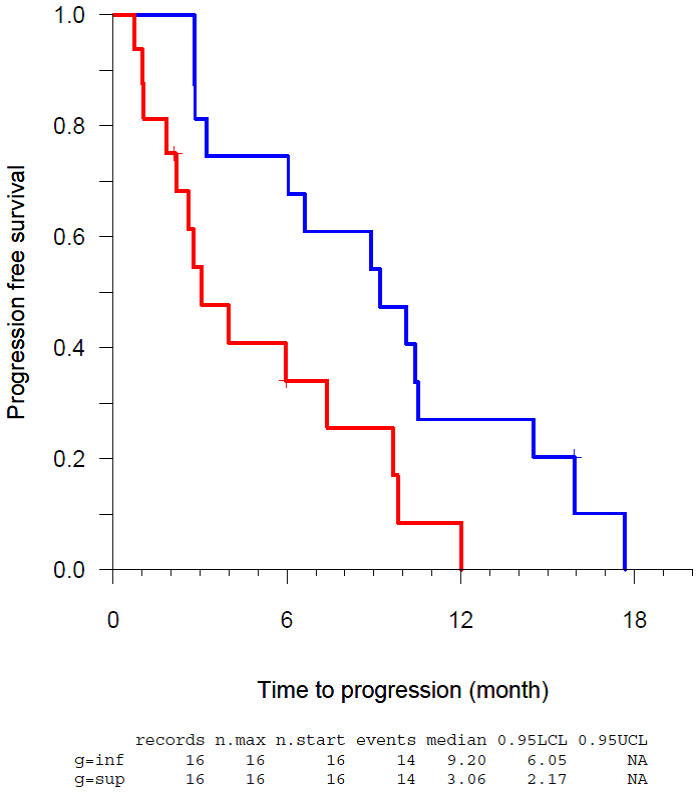 Progression free survival
1.0
0.8
0.6
0.4
0.2
0.0
0 6 12 18
Time to progression (month)
records n.max n.start events median 0.95LCL 0.95UCL
g=inf 16 16 16 14 9.20 6.05 NA
g=sup 16 16 16 14 3.06 2.17 NA